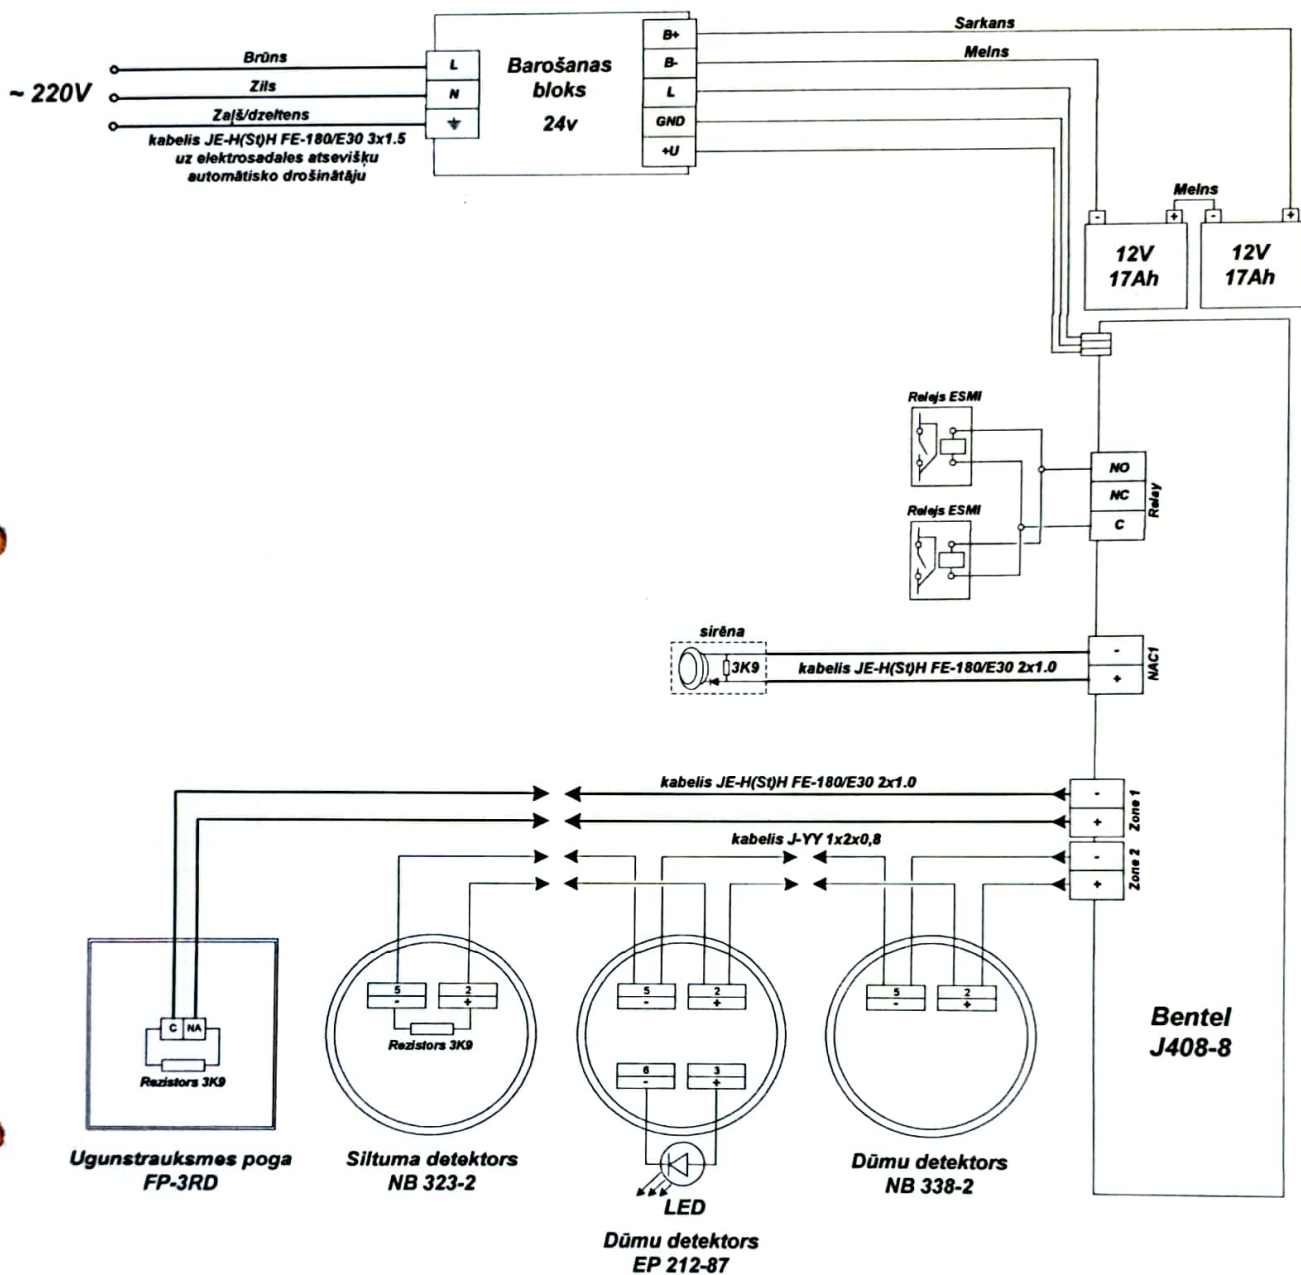 ~ 220V
Brūns
Zils
Zaļš/dzeltens
kabelis JE-H(St)H FE-180/E30 3x1.5
uz elektrosadales atsevišķu
automātisko drošinātāju
L
N
Barošanas
bloks
24v
B+
B-
L
GND
+U
Sarkans
Melns
Melns
-
+
-
+
12V
17Ah
12V
17Ah
Relejs ESMI
Relejs ESMI
NO
NC
C
Relay
sirēna
3K9
kabelis JE-H(St)H FE-180/E30 2x1.0
-
+
NAC1
kabelis JE-H(St)H FE-180/E30 2x1.0
-
+
Zone 1
kabelis J-YY 1x2x0,8
-
+
Zone 2
C
NA
Rezistors 3K9
5
-
2
+
Rezistors 3K9
5
-
2
+
6
-
3
+
5
-
2
+
Bentel
J408-8
Ugunstrauksmes poga
FP-3RD
Siltuma detektors
NB 323-2
LED
Dūmu detektors
EP 212-87
Dūmu detektors
NB 338-2